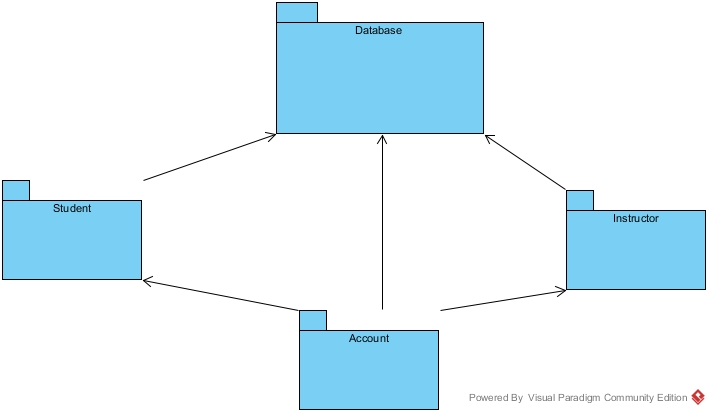 Database
Student
Instructor
Account
Powered By Visual Paradigm Community Edition